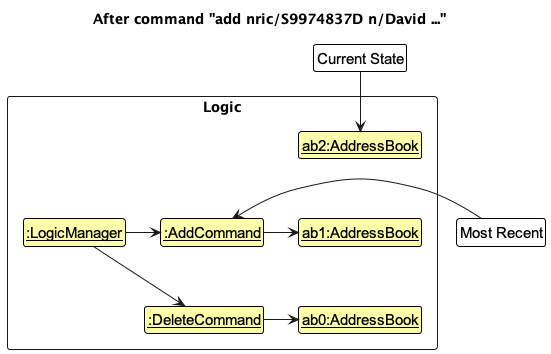 After command "add nric/S9974837D n/David ..."
Current State
Logic
ab2:AddressBook
:LogicManager
:AddCommand
ab1:AddressBook
Most Recent
:DeleteCommand
ab0:AddressBook